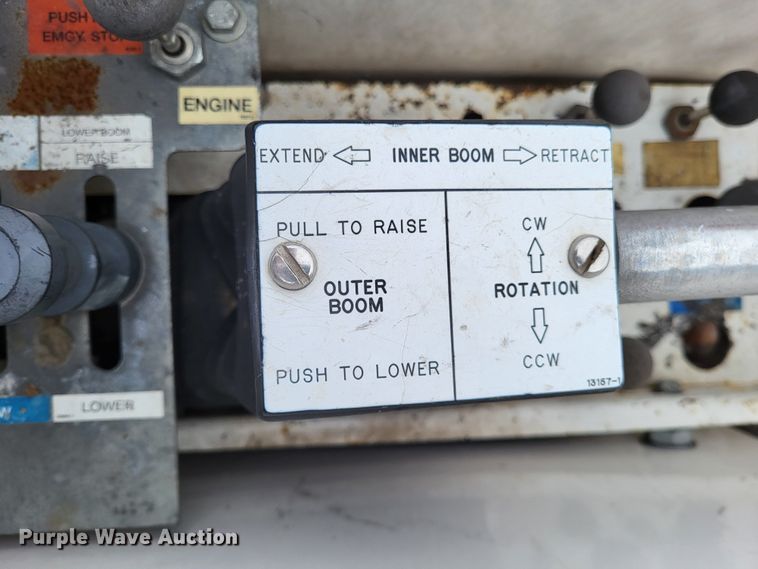 PUSH
EMGY. STOP
ENGINE
LOWER BOOM
RAISE
EXTEND INNER BOOM RETRACT
PULL TO RAISE
OUTER
BOOM
PUSH TO LOWER
CW
ROTATION
CCW
13157-1
W
LOWER
Purple Wave Auction